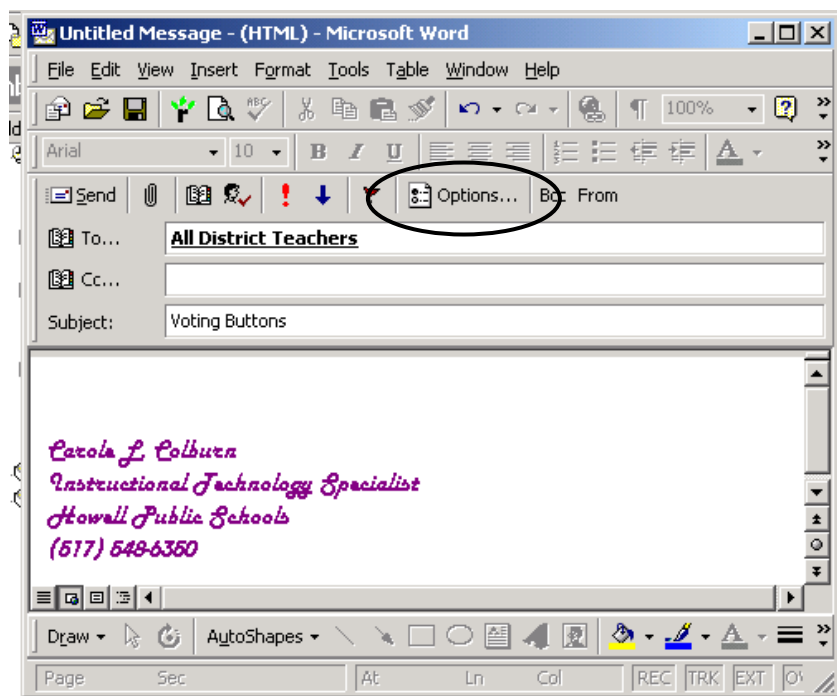 Untitled Message - (HTML) - Microsoft Word
File Edit View Insert Format Tools Table Window Help
ABC 100%
Arial 10 B I U A
Send Options... Bcc From
To... All District Teachers
Cc...
Subject: Voting Buttons
Carole L. Colburn
Instructional Technology Specialist
Howell Public Schools
(517) 548-6350
Draw AutoShapes A
Page Sec At Ln Col REC TRK EXT